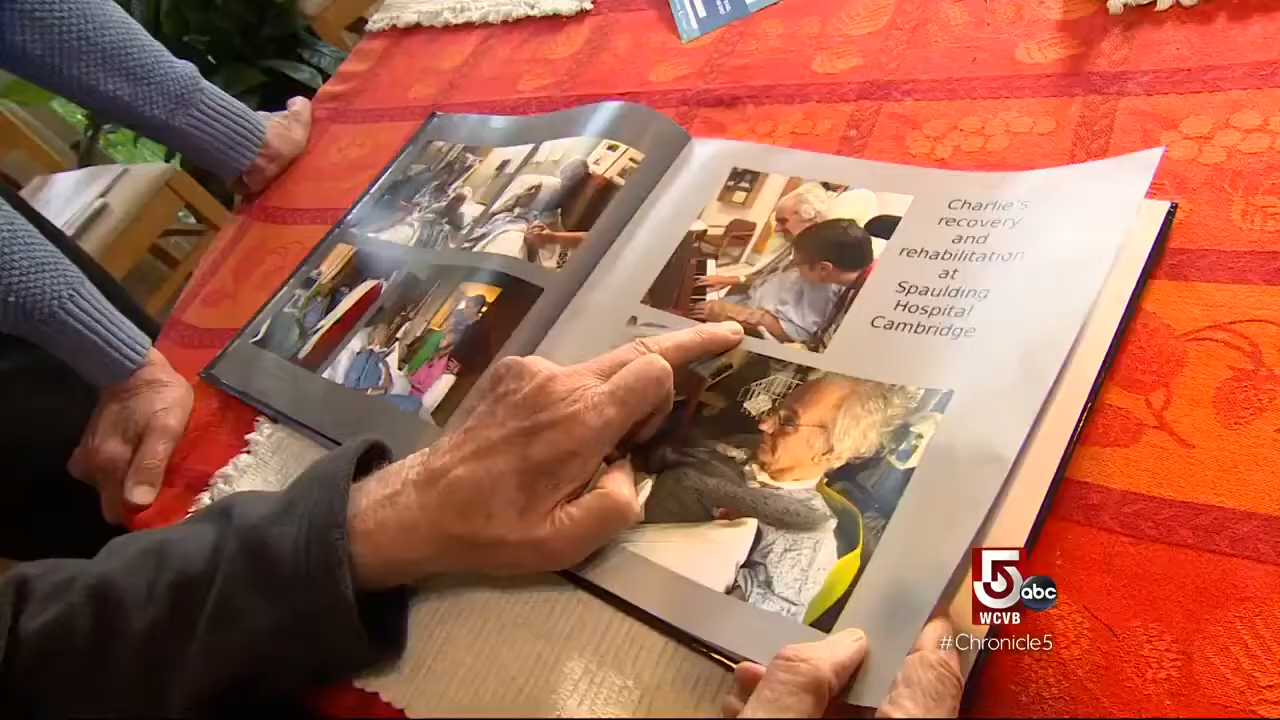 Charlie's
recovery
and
rehabilitation
at
Spaulding
Hospital
Cambridge
5 abc
WCVB
#Chronicle5